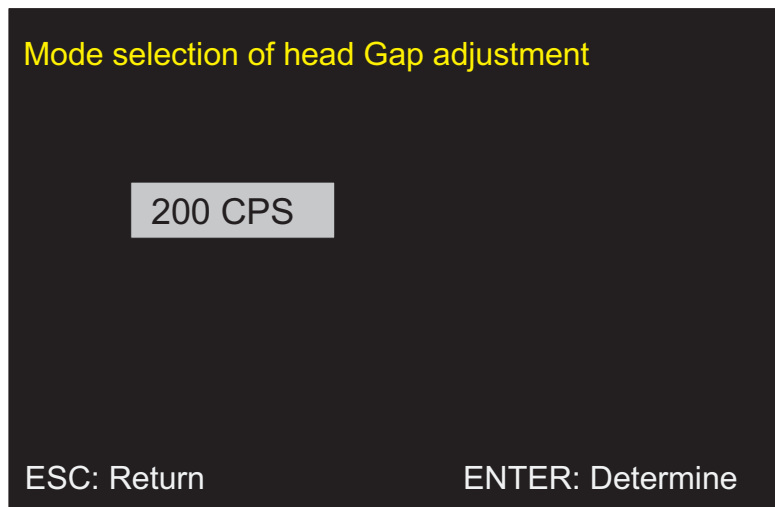 Mode selection of head Gap adjustment
200 CPS
ESC: Return ENTER: Determine